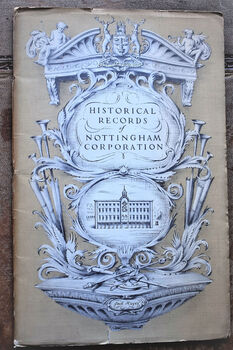 HISTORICAL
RECORDS
of
NOTTINGHAM
CORPORATION